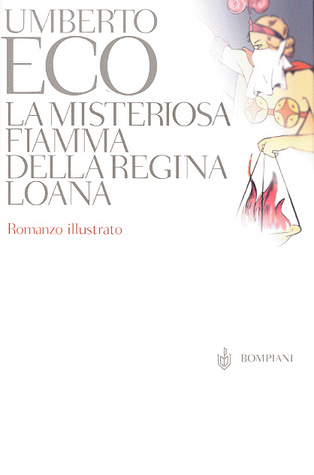 UMBERTO
ECO
LA MISTERIOSA
FIAMMA
DELLA REGINA
LOANA
Romanzo illustrato
BOMPIANI